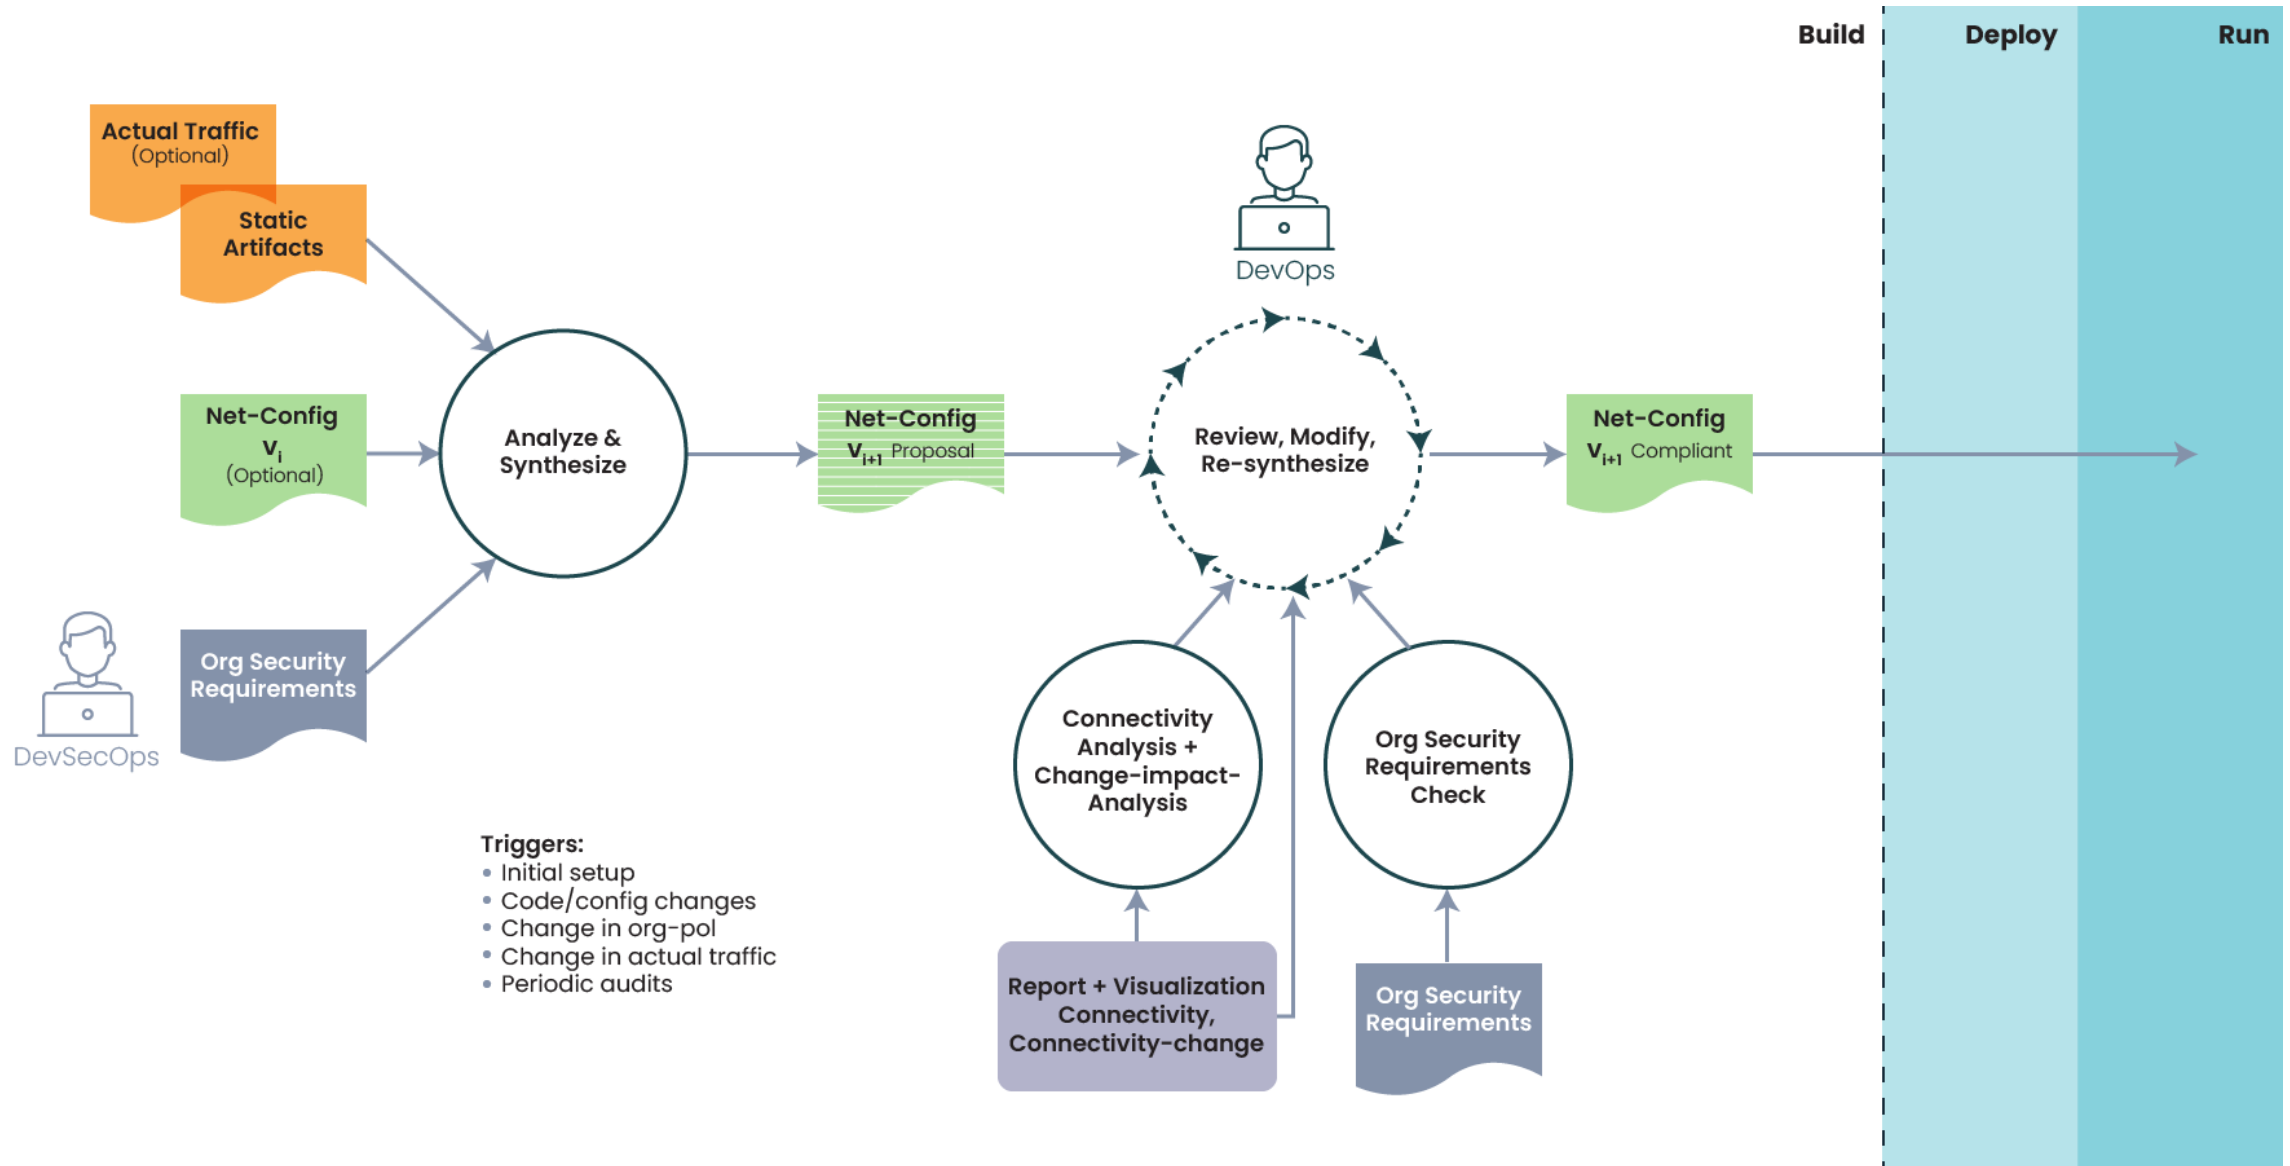 Build
Deploy
Run
Actual Traffic
(Optional)
Static
Artifacts
DevOps
Net-Config
Vi
(Optional)
Analyze &
Synthesize
Net-Config
Vi+1 Proposal
Review, Modify,
Re-synthesize
Net-Config
Vi+1 Compliant
DevSecOps
Org Security
Requirements
Connectivity
Analysis +
Change-impact-
Analysis
Org Security
Requirements
Check
Triggers:
• Initial setup
• Code/config changes
• Change in org-pol
• Change in actual traffic
• Periodic audits
Report + Visualization
Connectivity,
Connectivity-change
Org Security
Requirements